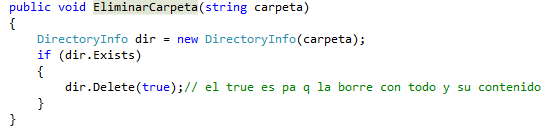 public void EliminarCarpeta(string carpeta)
{
DirectoryInfo dir = new DirectoryInfo(carpeta);
if (dir.Exists)
{
dir.Delete(true);// el true es pa q la borre con todo y su contenido
}
}